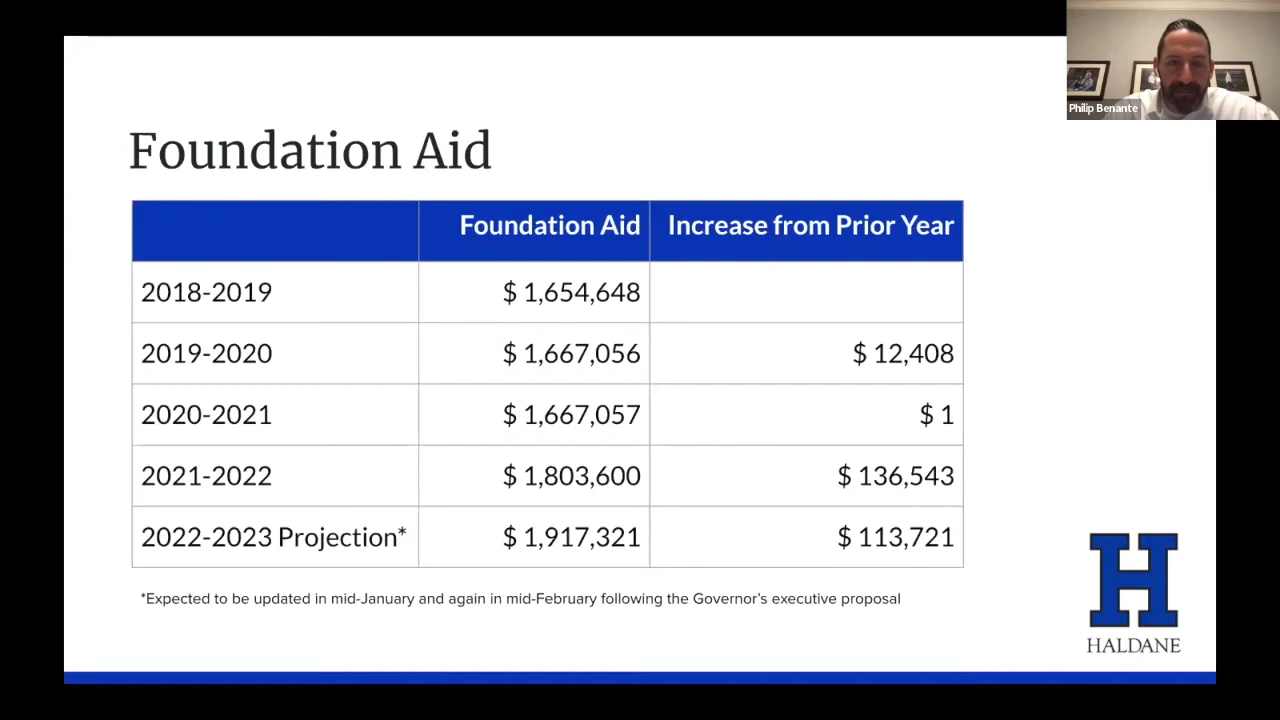 Philip Benante
Foundation Aid
Foundation Aid Increase from Prior Year
2018-2019 $ 1,654,648
2019-2020 $ 1,667,056 $ 12,408
2020-2021 $ 1,667,057 $ 1
2021-2022 $ 1,803,600 $ 136,543
2022-2023 Projection* $ 1,917,321 $ 113,721
*Expected to be updated in mid-January and again in mid-February following the Governor's executive proposal
H
HALDANE